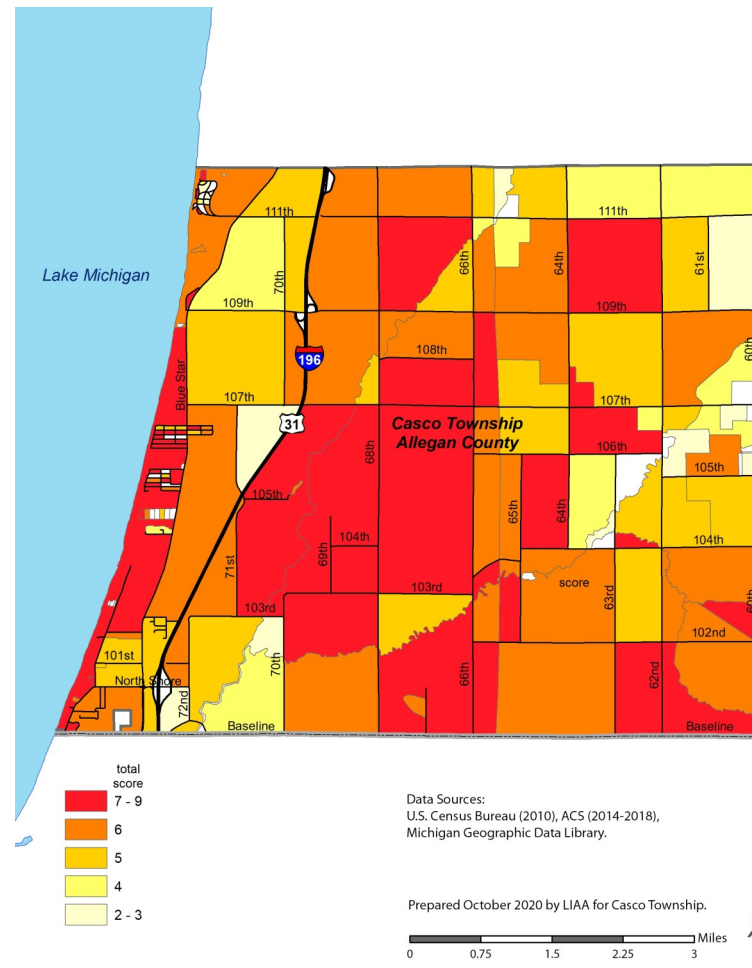 111th
111th
Lake Michigan
70th
66th
64th
61st
109th
109th
108th
60th
196
Blue Star
107th
107th
31
Casco Township
Allegan County
68th
106th
105th
105th
65th
64th
104th
104th
69th
71st
score
103rd
103rd
63rd
60th
102nd
101st
70th
66th
62nd
North Shore
72nd
Baseline
Baseline
total
score
7 - 9
6
5
4
2 - 3
Data Sources:
U.S. Census Bureau (2010), ACS (2014-2018),
Michigan Geographic Data Library.
Prepared October 2020 by LIAA for Casco Township.
Miles
0 0.75 1.5 2.25 3